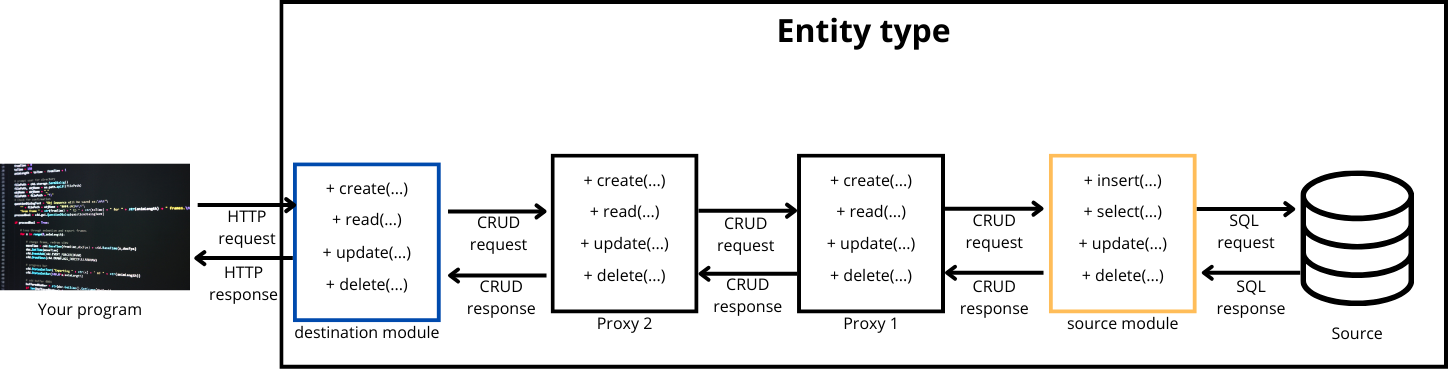 Entity type
HTTP
request
HTTP
response
Your program
+ create(...)
+ read(...)
+ update(...)
+ delete(...)
destination module
CRUD
request
CRUD
response
+ create(...)
+ read(...)
+ update(...)
+ delete(...)
Proxy 2
CRUD
request
CRUD
response
+ create(...)
+ read(...)
+ update(...)
+ delete(...)
Proxy 1
CRUD
request
CRUD
response
+ insert(...)
+ select(...)
+ update(...)
+ delete(...)
source module
SQL
request
SQL
response
Source